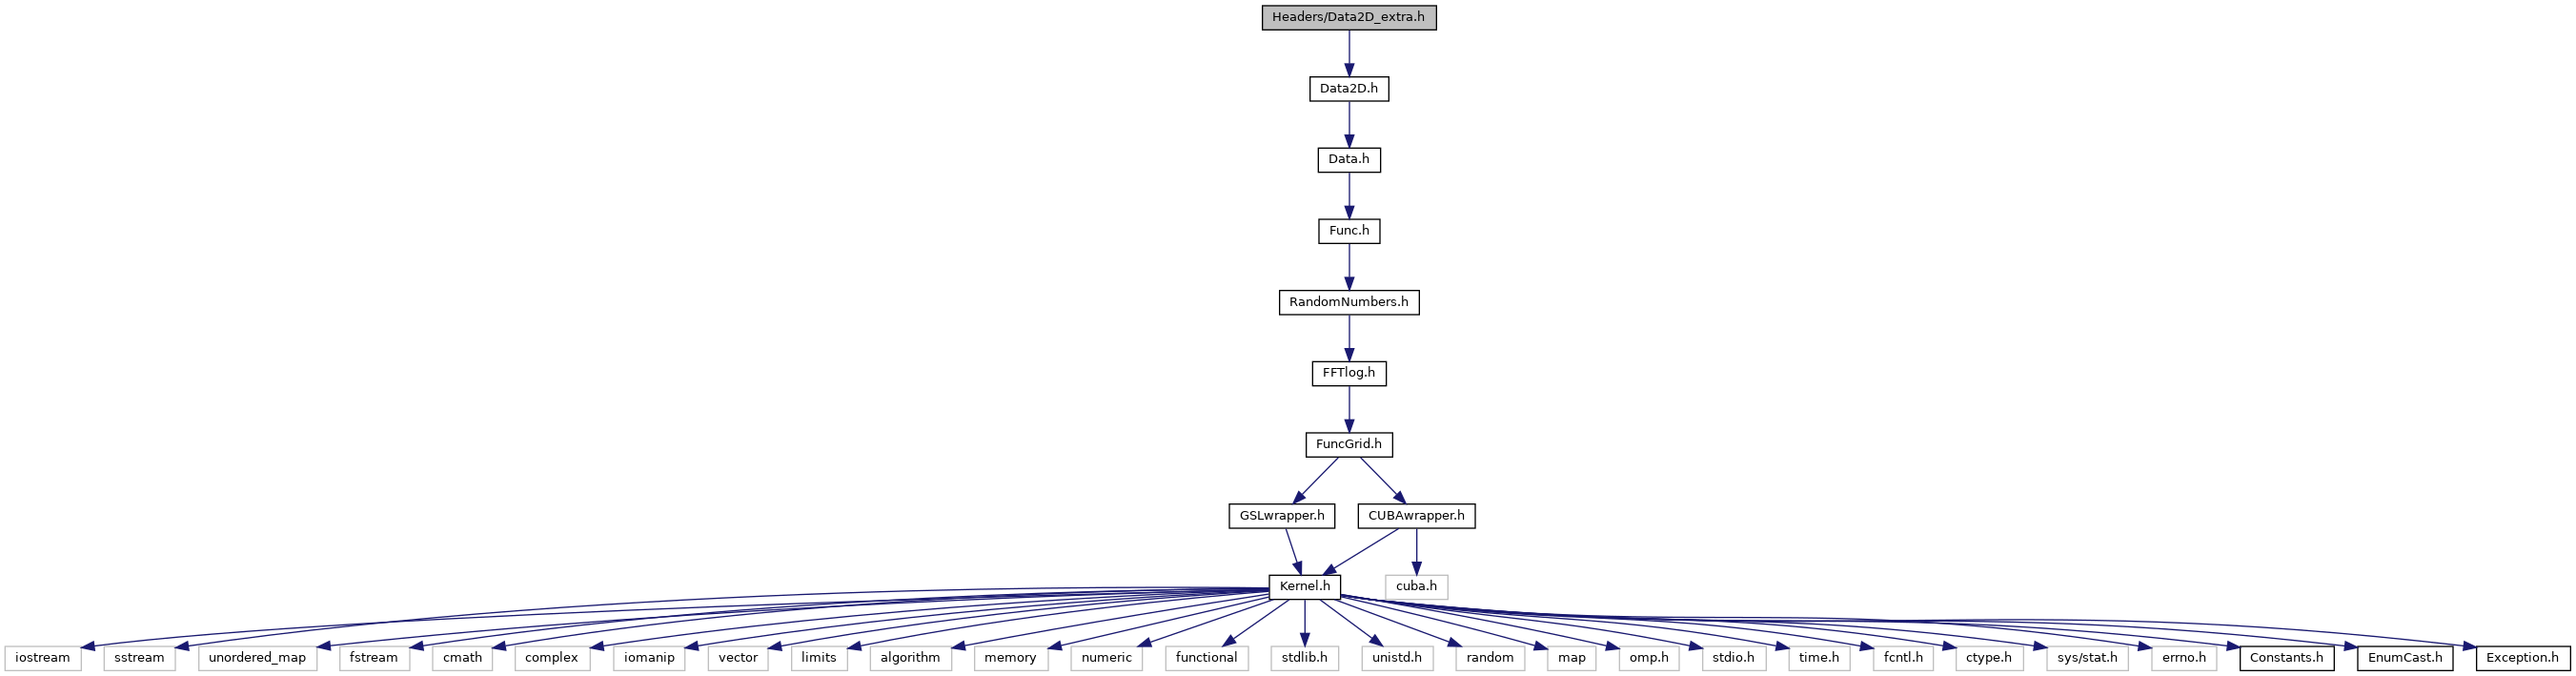 Headers/Data2D_extra.h
Data2D.h
Data.h
Func.h
RandomNumbers.h
FFTlog.h
FuncGrid.h
GSLwrapper.h
CUBAwrapper.h
Kernel.h
cuba.h
iostream
sstream
unordered_map
fstream
cmath
complex
iomanip
vector
limits
algorithm
memory
numeric
functional
stdlib.h
unistd.h
random
map
omp.h
stdio.h
time.h
fcntl.h
ctype.h
sys/stat.h
errno.h
Constants.h
EnumCast.h
Exception.h